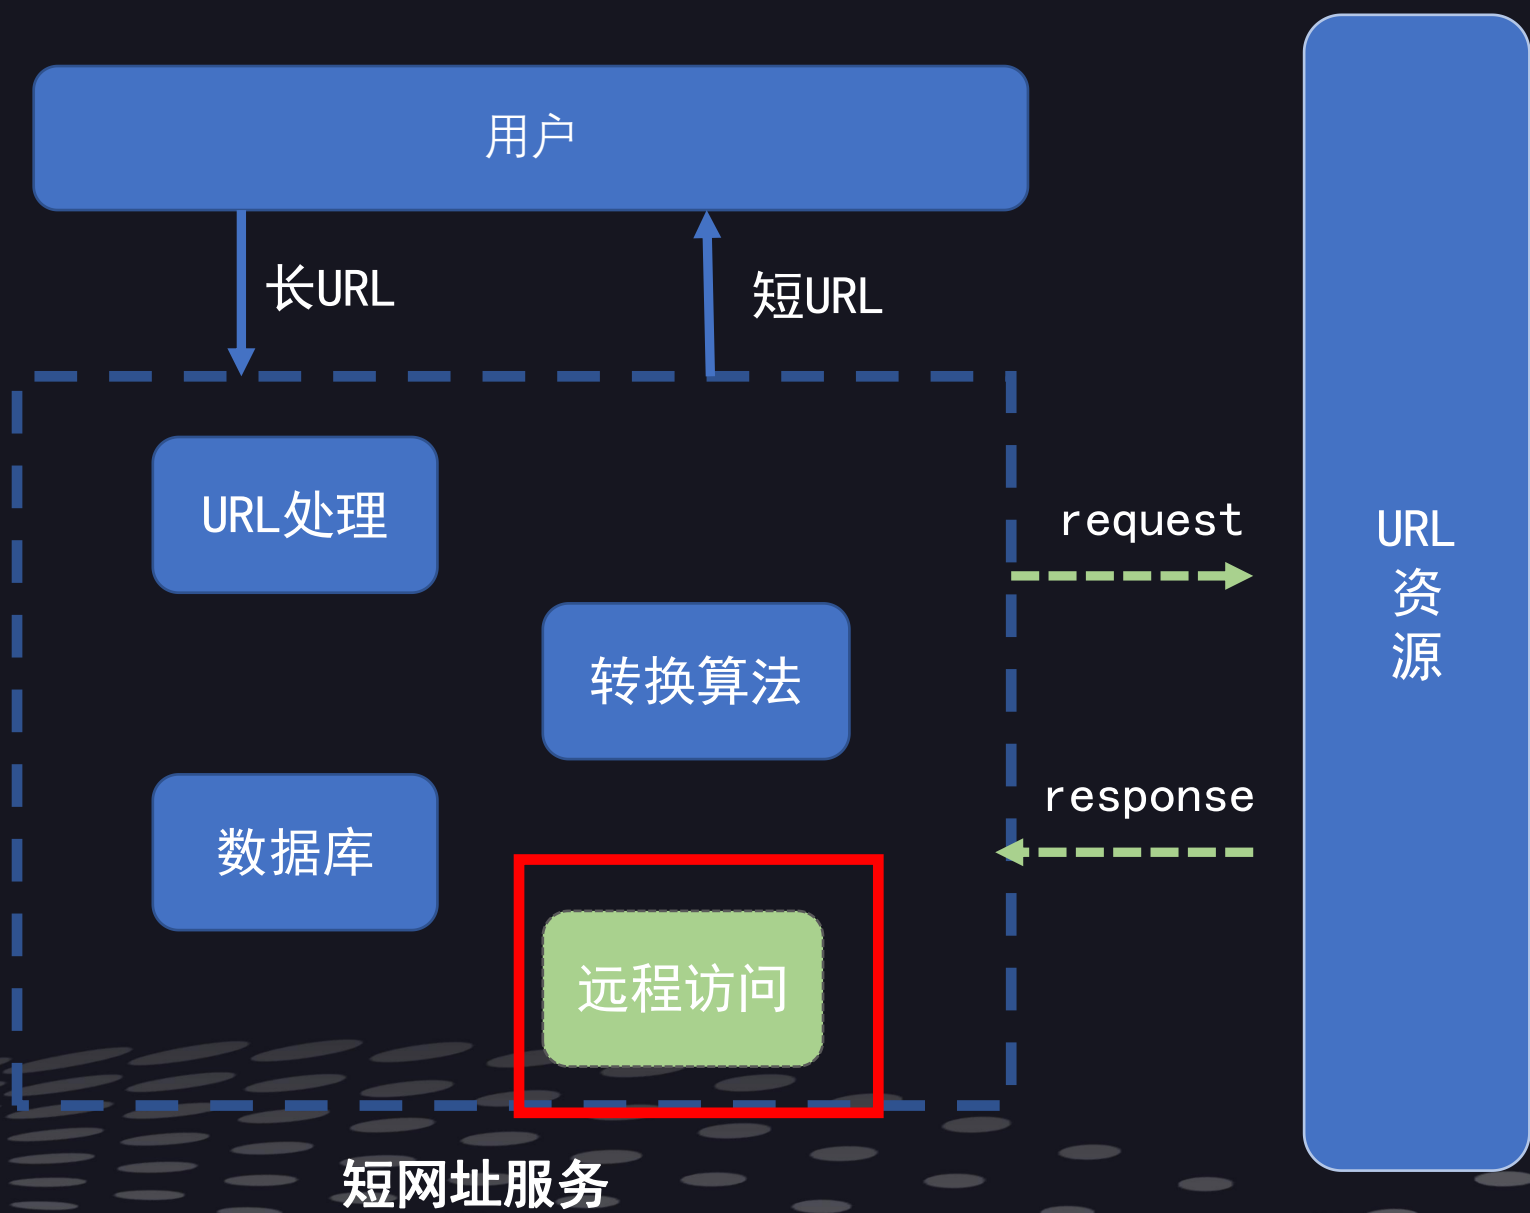 用户
长URL
短URL
URL处理
request
URL
资
源
转换算法
response
数据库
远程访问
短网址服务